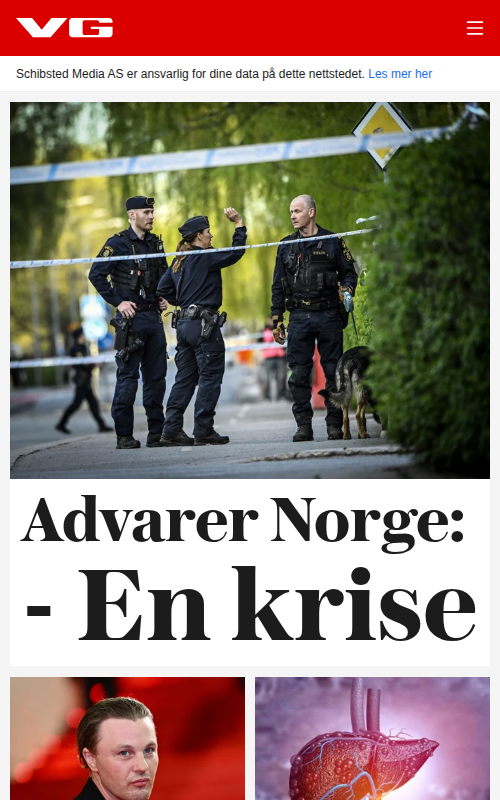 VG
Schibsted Media AS er ansvarlig for dine data på dette nettstedet. Les mer her
Advarer Norge:
- En krise